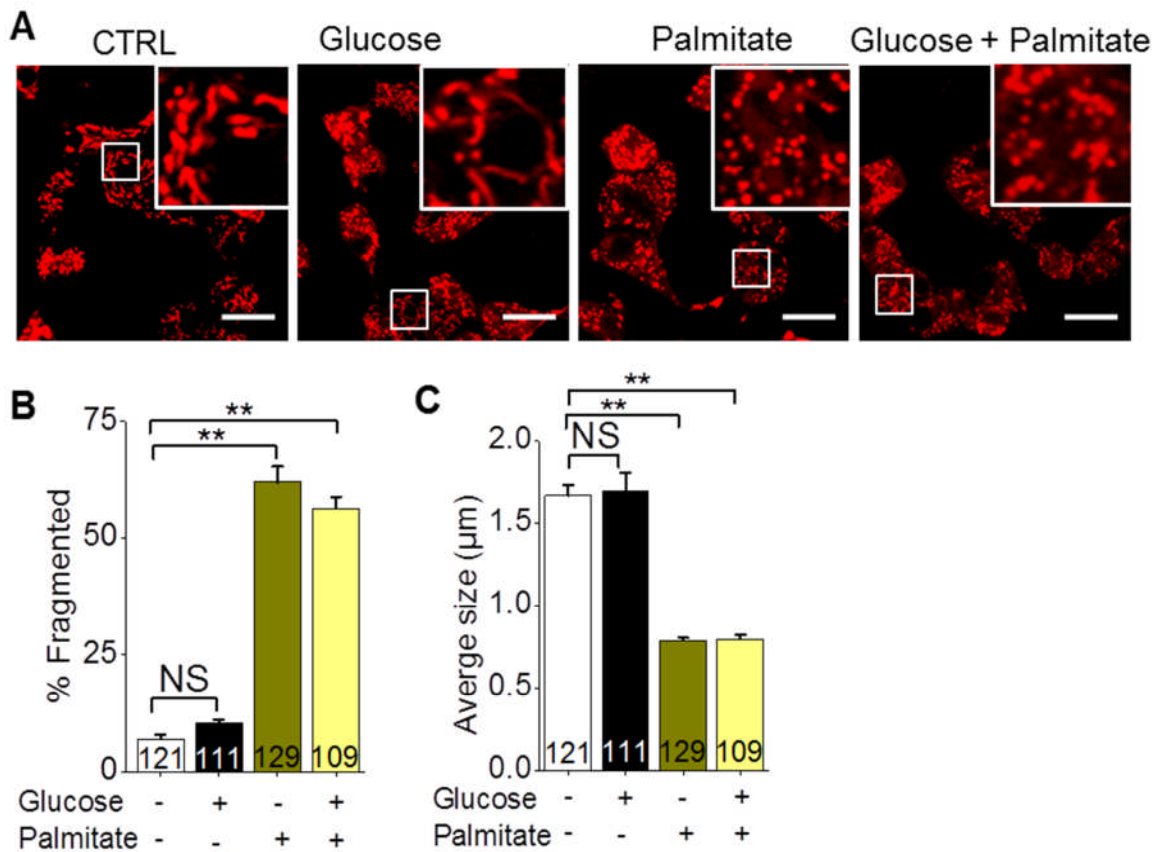 A
CTRL Glucose Palmitate Glucose + Palmitate
B
75
50
25
0
% Fragmented
**
**
NS
121 111 129 109
Glucose - + - +
Palmitate - - + +
C
2.0
1.5
1.0
0.5
0.0
Averge size (µm)
**
**
NS
121 111 129 109
Glucose - + - +
Palmitate - - + +